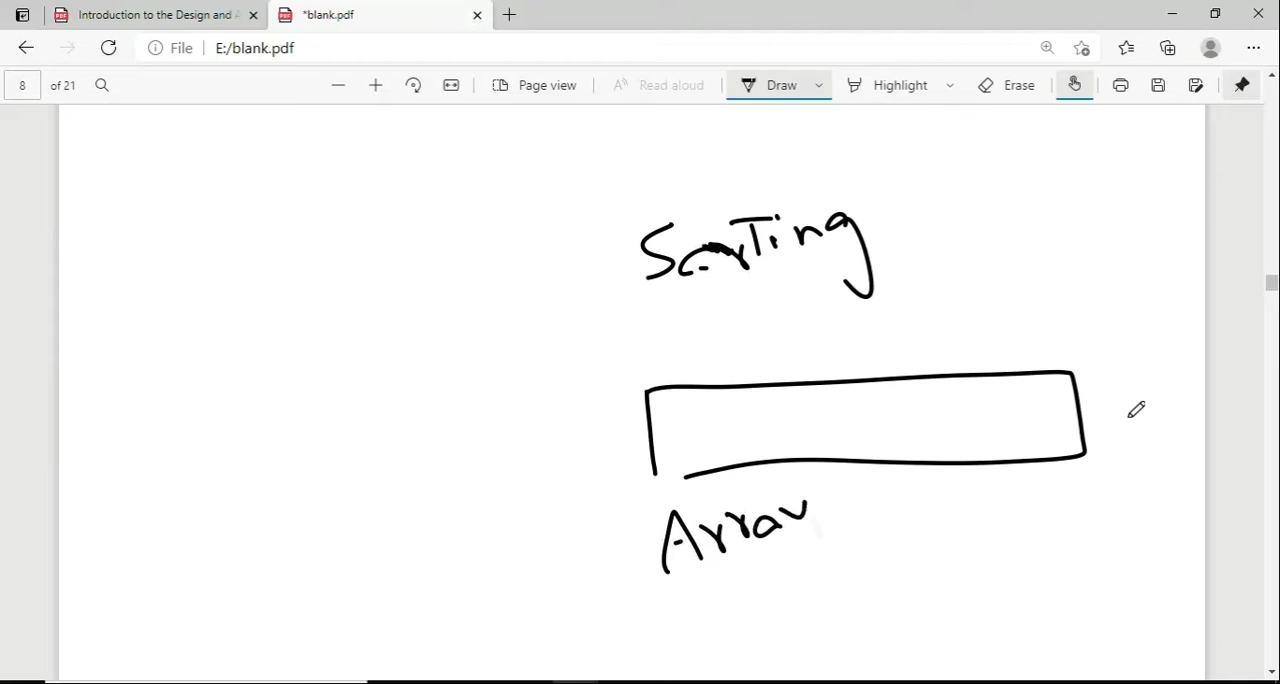 Introduction to the Design and A
*blank.pdf
File E:/blank.pdf
8 of 21 Page view Read aloud Draw Highlight Erase
Sorting
Array